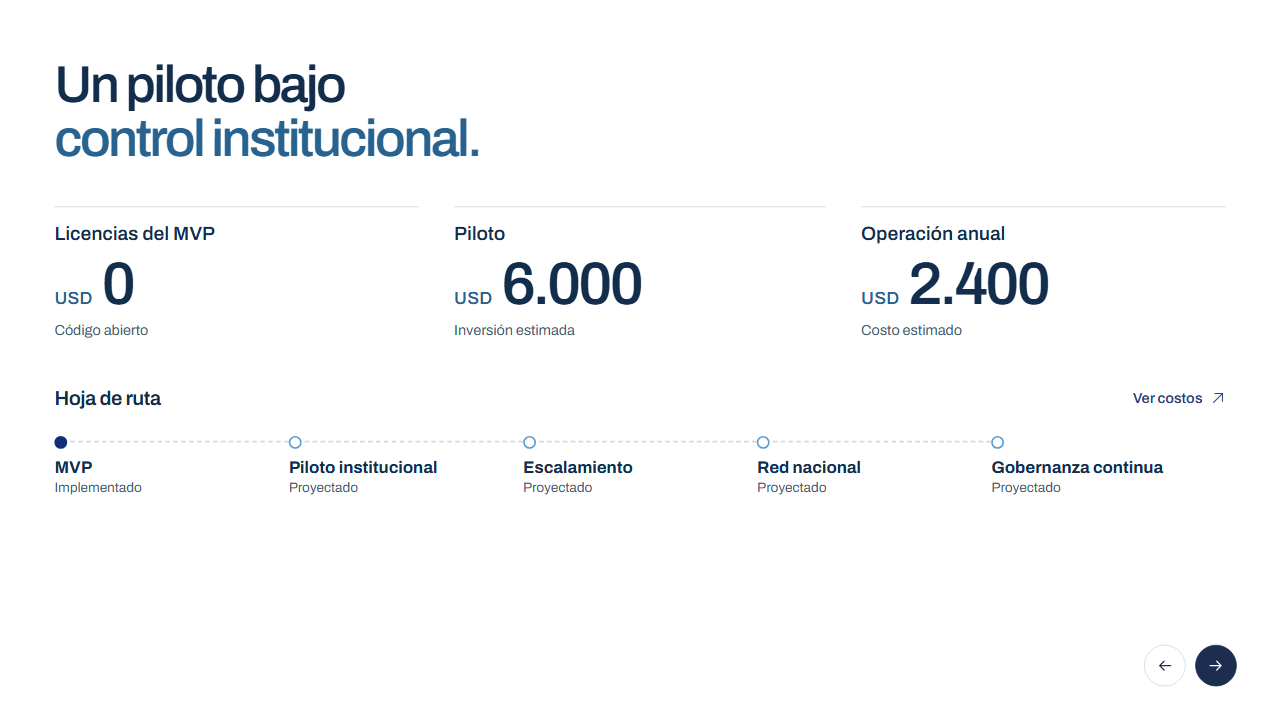 Un piloto bajo
control institucional.
Licencias del MVP
USD 0
Código abierto
Piloto
USD 6.000
Inversión estimada
Operación anual
USD 2.400
Costo estimado
Hoja de ruta
Ver costos
MVP
Implementado
Piloto institucional
Proyectado
Escalamiento
Proyectado
Red nacional
Proyectado
Gobernanza continua
Proyectado